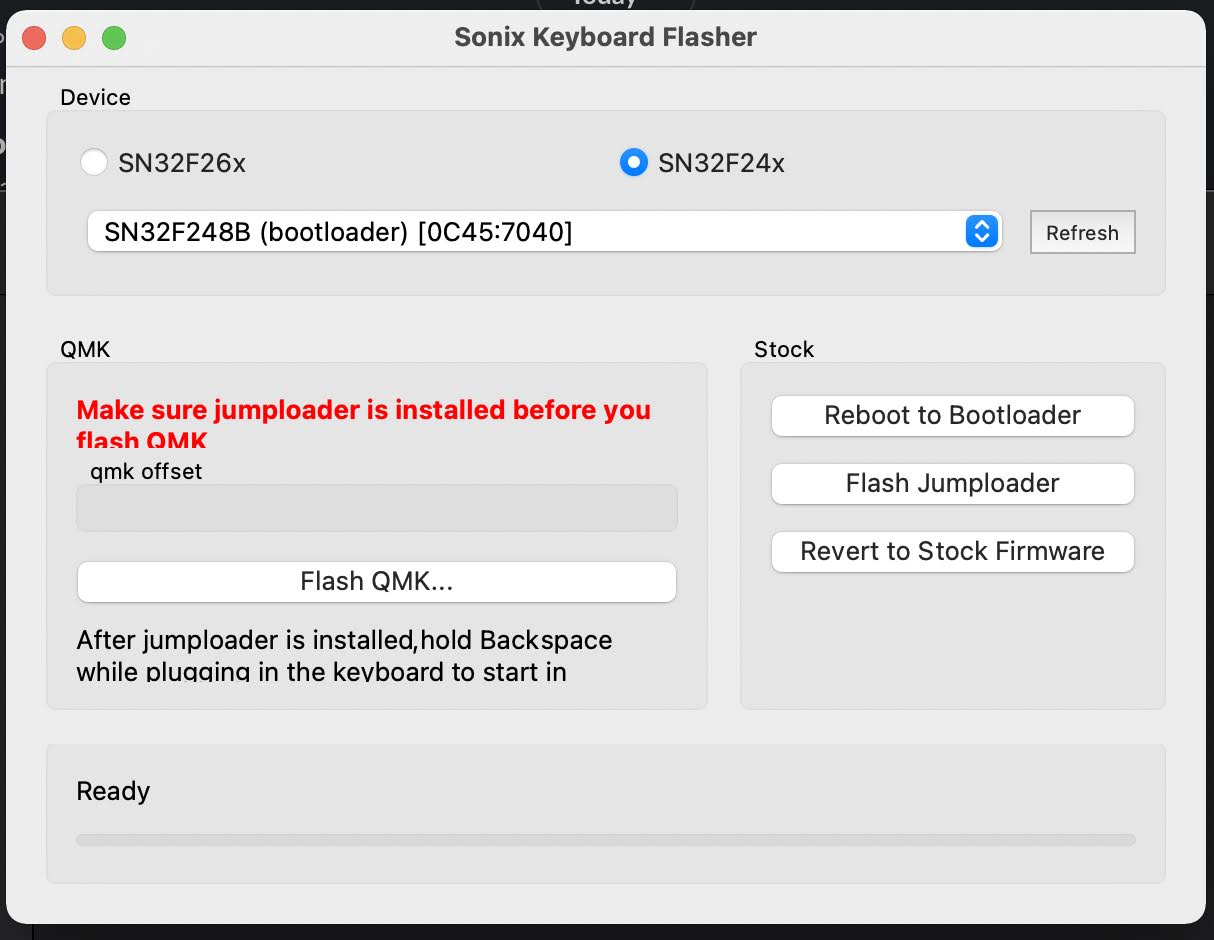 Today
Sonix Keyboard Flasher
Device
SN32F26x
SN32F24x
SN32F248B (bootloader) [0C45:7040]
Refresh
QMK
Make sure jumploader is installed before you
flash QMK
qmk offset
Flash QMK...
After jumploader is installed,hold Backspace
while plugging in the keyboard to start in
Stock
Reboot to Bootloader
Flash Jumploader
Revert to Stock Firmware
Ready